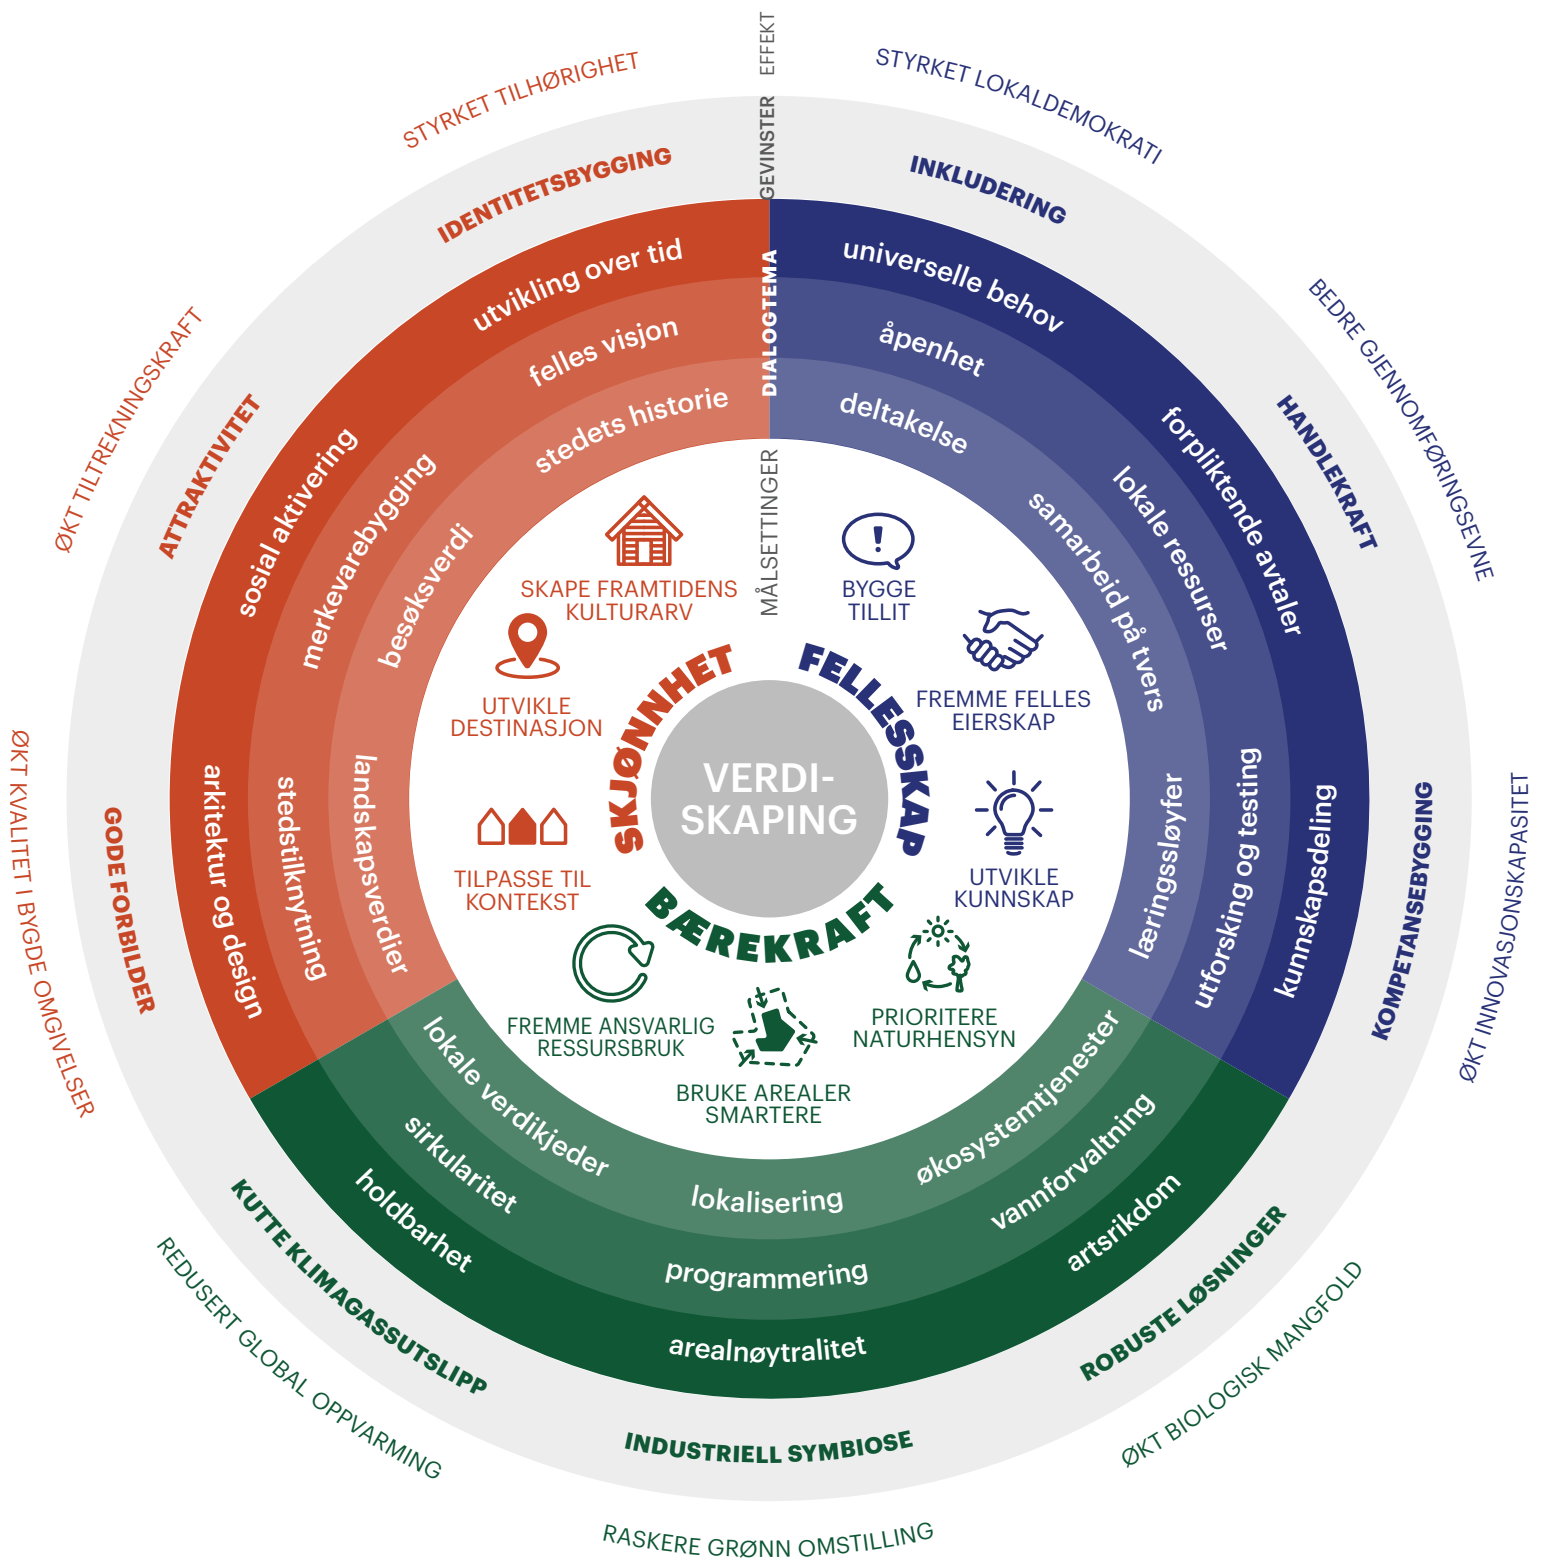 EFFEKT
GEVINSTER
DIALOGTEMA
MÅLSETTINGER
VERDI-
SKAPING
FELLESSKAP
BYGGE
TILLIT
deltakelse
åpenhet
universelle behov
INKLUDERING
STYRKET LOKALDEMOKRATI
FREMME FELLES
EIERSKAP
samarbeid på tvers
lokale ressurser
forpliktende avtaler
HANDLEKRAFT
BEDRE GJENNOMFØRINGSEVNE
UTVIKLE
KUNNSKAP
læringssløyfer
utforsking og testing
kunnskapsdeling
KOMPETANSEBYGGING
ØKT INNOVASJONSKAPASITET
BÆREKRAFT
PRIORITERE
NATURHENSYN
økosystemtjenester
vannforvaltning
artsrikdom
ROBUSTE LØSNINGER
ØKT BIOLOGISK MANGFOLD
BRUKE AREALER
SMARTERE
lokalisering
programmering
arealnøytralitet
INDUSTRIELL SYMBIOSE
RASKERE GRØNN OMSTILLING
FREMME ANSVARLIG
RESSURSBRUK
lokale verdikjeder
sirkularitet
holdbarhet
KUTTE KLIMAGASSUTSLIPP
REDUSERT GLOBAL OPPVARMING
SKJØNNHET
TILPASSE TIL
KONTEKST
landskapsverdier
stedstilknytning
arkitektur og design
GODE FORBILDER
ØKT KVALITET I BYGDE OMGIVELSER
UTVIKLE
DESTINASJON
besøksverdi
merkevarebygging
sosial aktivering
ATTRAKTIVITET
ØKT TILTREKNINGSKRAFT
SKAPE FRAMTIDENS
KULTURARV
stedets historie
felles visjon
utvikling over tid
IDENTITETSBYGGING
STYRKET TILHØRIGHET